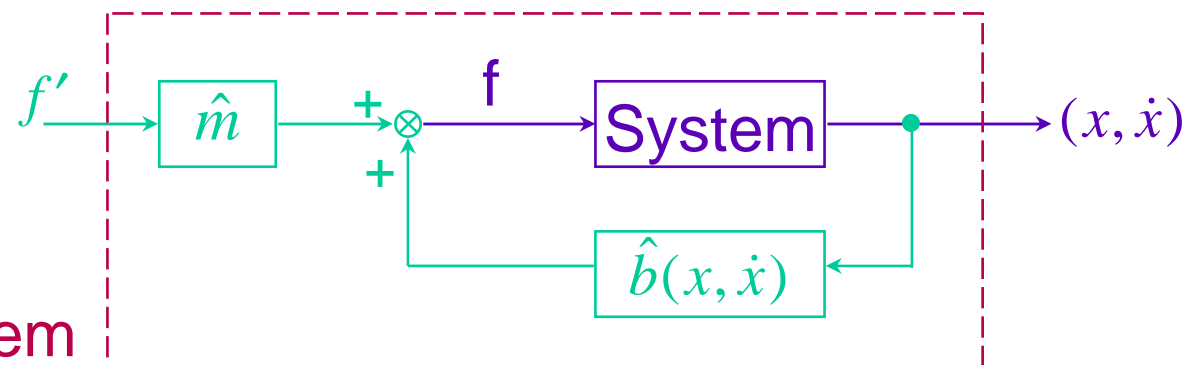 f′
m̂
+
+
f
System
(x, ẋ)
b̂(x, ẋ)
em